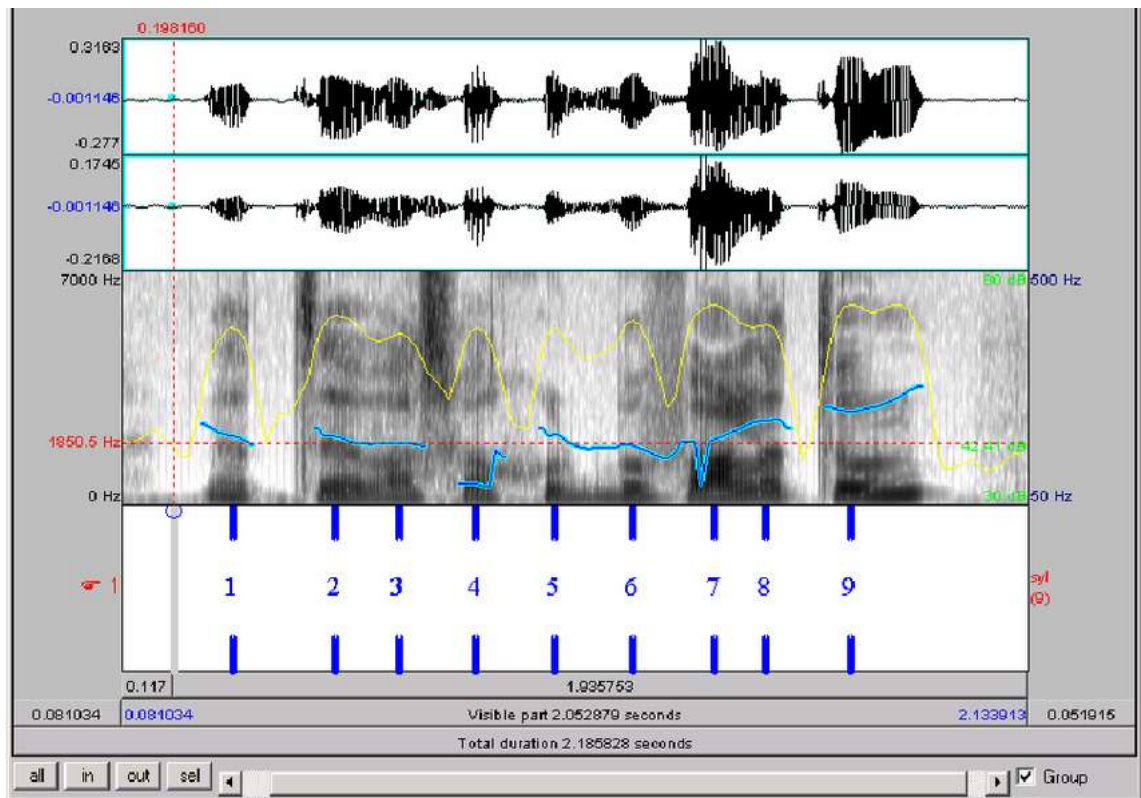 0.198160
0.3183
-0.001146
-0.277
0.1745
-0.001146
-0.2168
7000 Hz
80 dB
500 Hz
1850.5 Hz
42.41 dB
0 Hz
30 dB
50 Hz
1
1 2 3 4 5 6 7 8 9
syl
(9)
0.117 1.935753
0.081034 0.081034 Visible part 2.052879 seconds 2.133913 0.051915
Total duration 2.185828 seconds
all in out sel Group